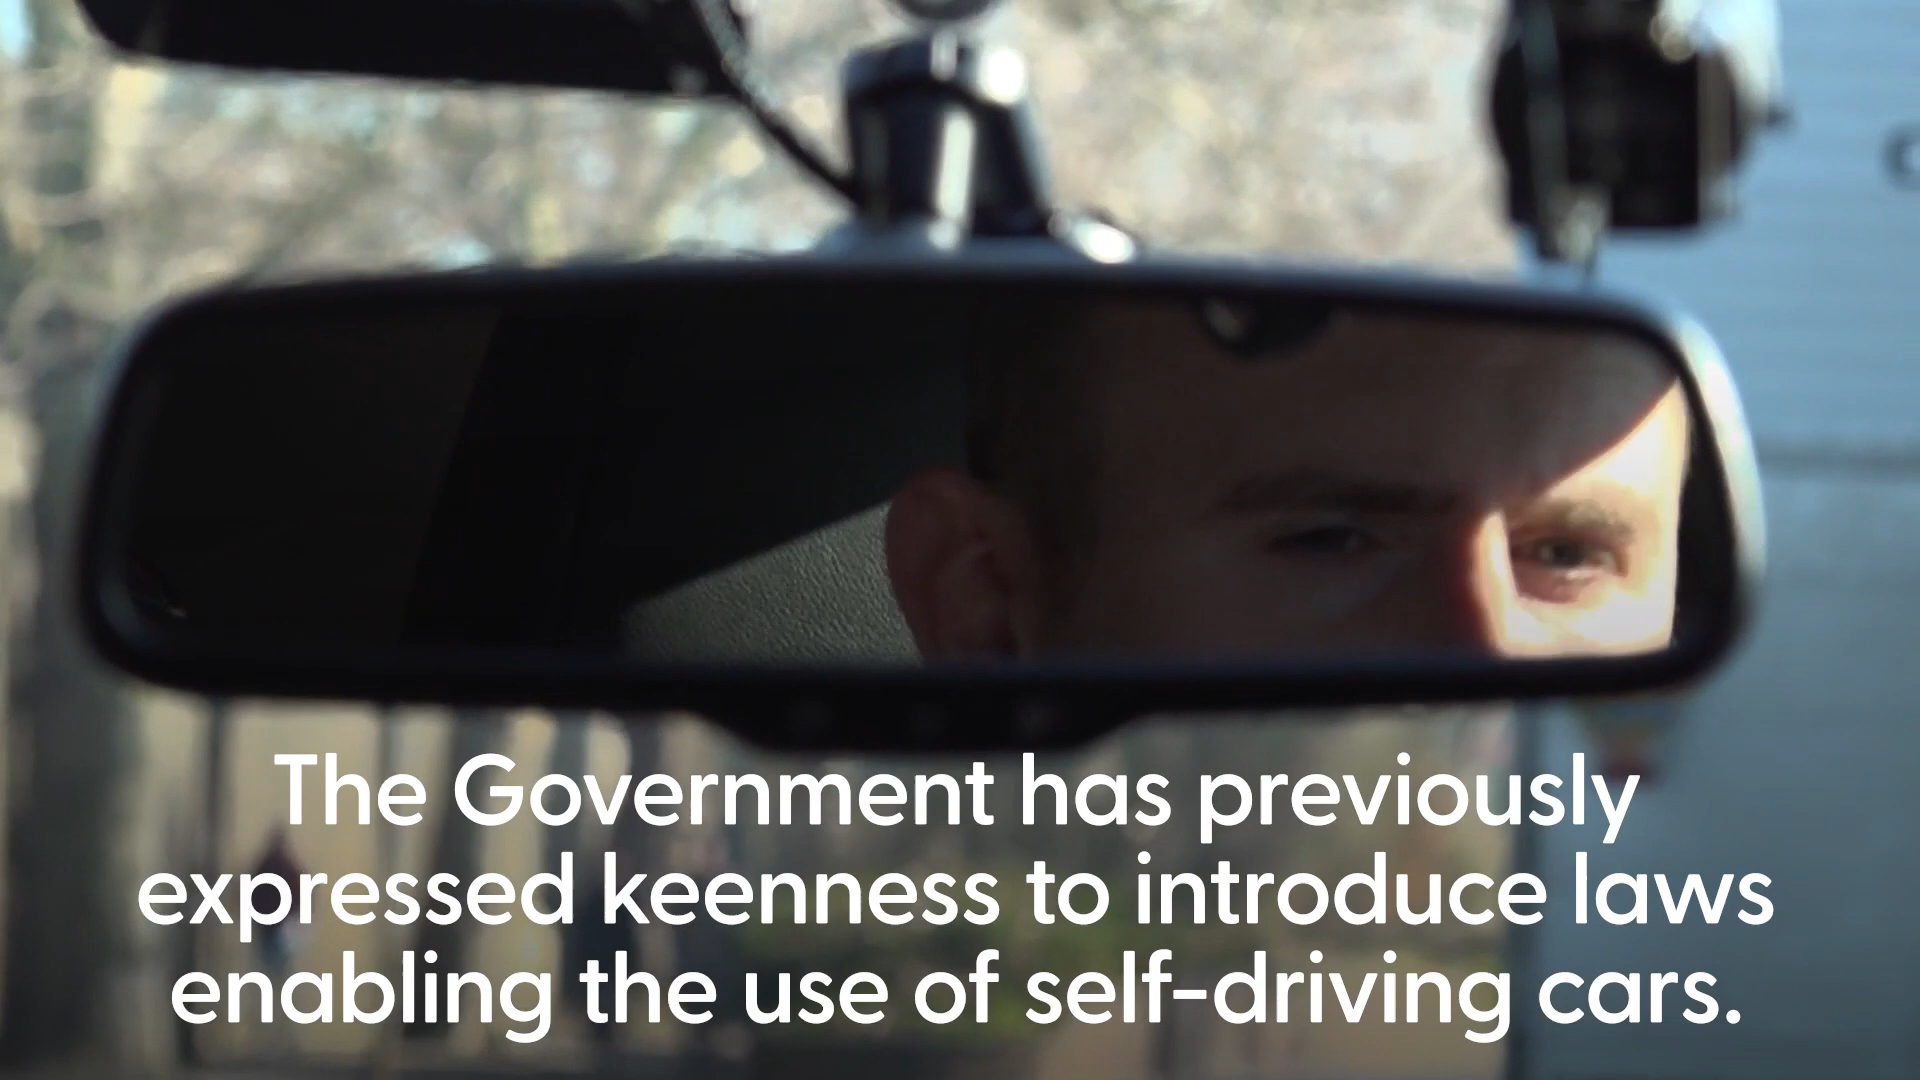 The Government has previously
expressed keenness to introduce laws
enabling the use of self-driving cars.